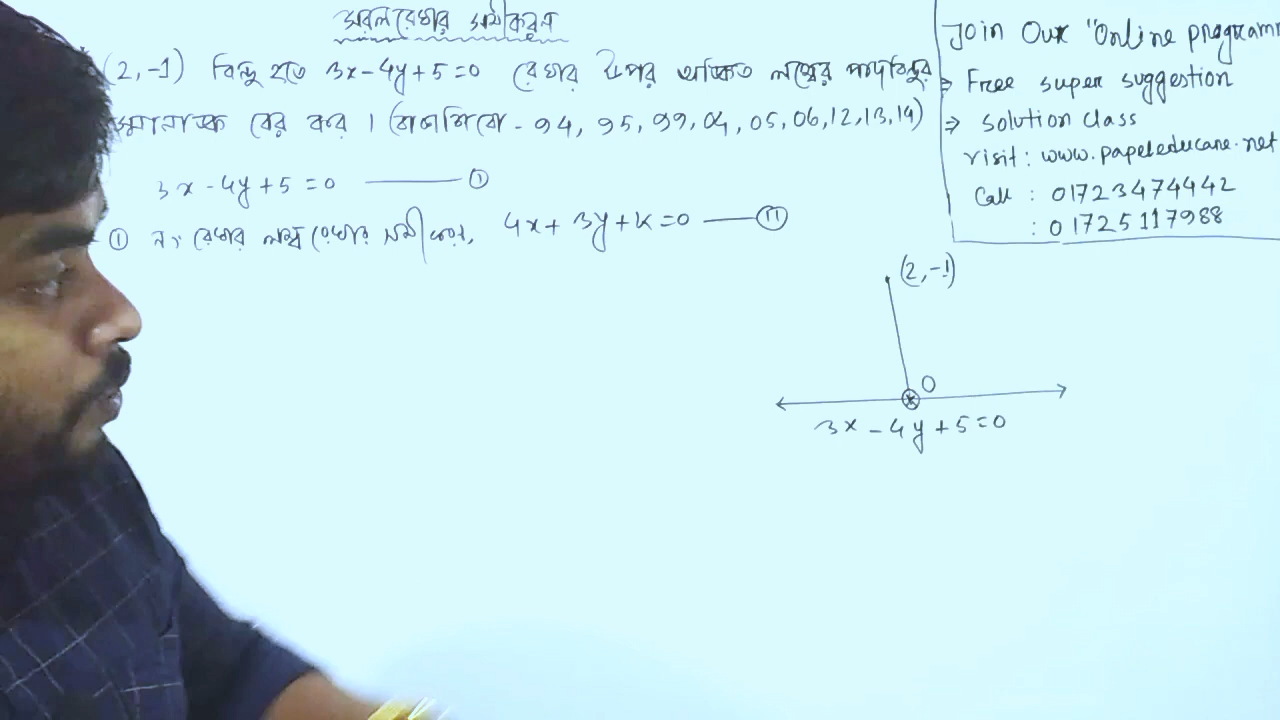 সরলরেখার সমীকরণ
(2,-1) বিন্দু হতে 3x-4y+5=0 রেখার উপর অঙ্কিত লম্বের পাদবিন্দুর
স্থানাঙ্ক বের কর। (বাকাশিবো - 94, 95, 99, 04, 05, 06, 12, 13, 14)
3x-4y+5=0 —— (i)
(i) নং রেখার লম্ব রেখার সমীকরণ, 4x+3y+k=0 —— (ii)
Join Our "Online programm
⇒ Free super suggestion
⇒ solution class
visit: www.papeleducare.net
Call : 01723474442
: 01725117988
(2,-1)
O
3x-4y+5=0